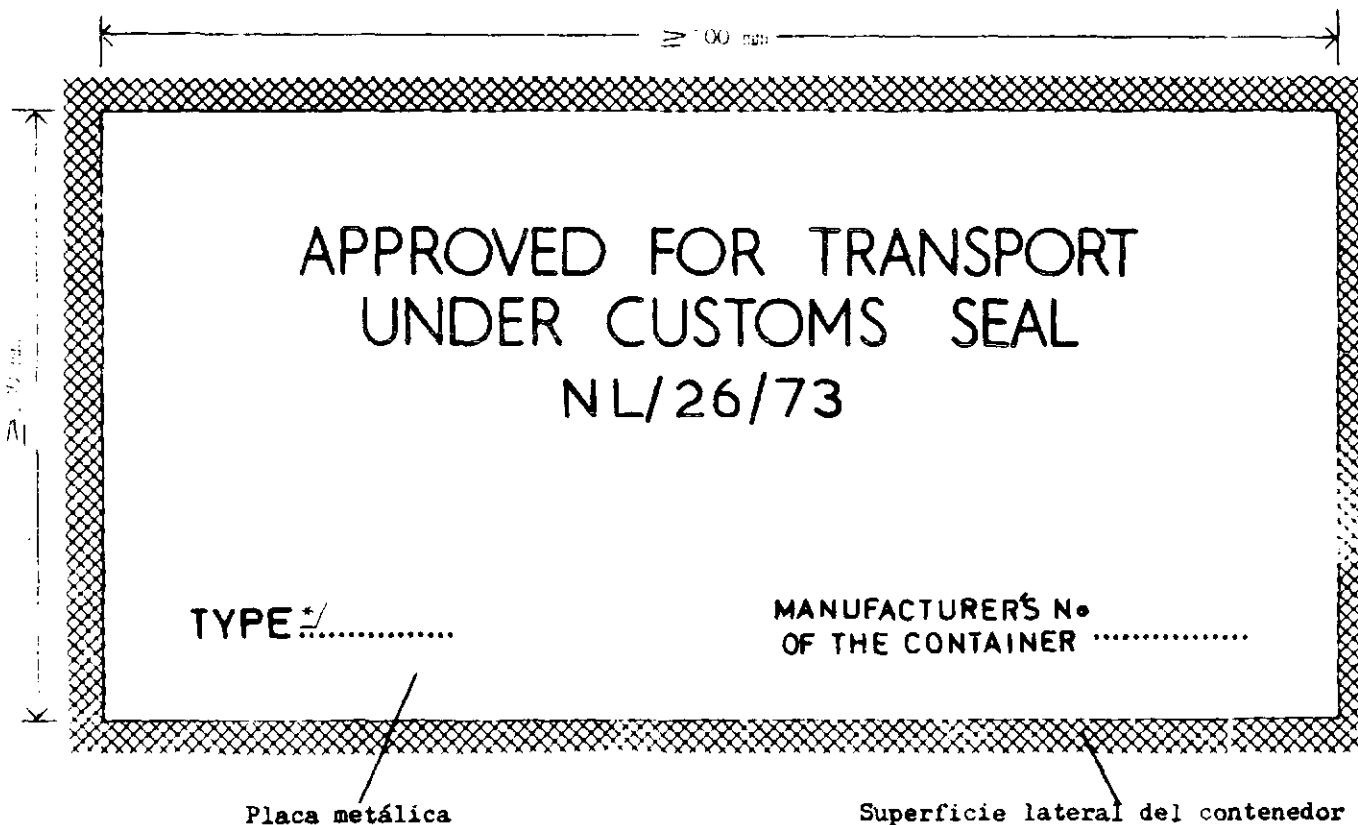 APPROVED FOR TRANSPORT
UNDER CUSTOMS SEAL
NL/26/73
TYPE */ ...............
MANUFACTURER'S No
OF THE CONTAINER ................
Placa metálica
Superficie lateral del contenedor